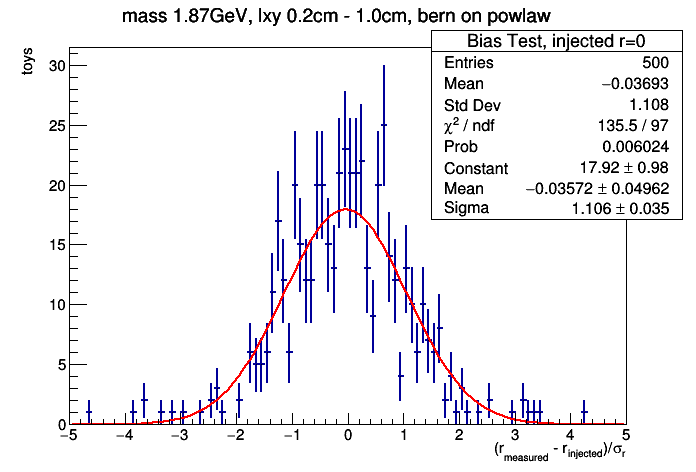 mass 1.87GeV, lxy 0.2cm - 1.0cm, bern on powlaw
toys
Bias Test, injected r=0
Entries 500
Mean −0.03693
Std Dev 1.108
χ² / ndf 135.5 / 97
Prob 0.006024
Constant 17.92 ± 0.98
Mean −0.03572 ± 0.04962
Sigma 1.106 ± 0.035
30
25
20
15
10
5
0
−5 −4 −3 −2 −1 0 1 2 3 4 5
(r_measured - r_injected)/σ_r